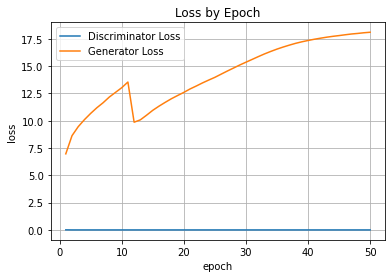 Loss by Epoch
Discriminator Loss
Generator Loss
17.5
15.0
12.5
10.0
7.5
5.0
2.5
0.0
loss
0 10 20 30 40 50
epoch